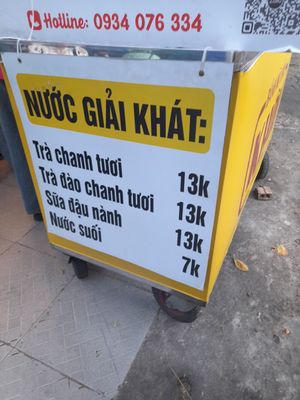 Hotline: 0934 076 334
NƯỚC GIẢI KHÁT:
Trà chanh tươi 13k
Trà đào chanh tươi 13k
Sữa đậu nành 13k
Nước suối 7k